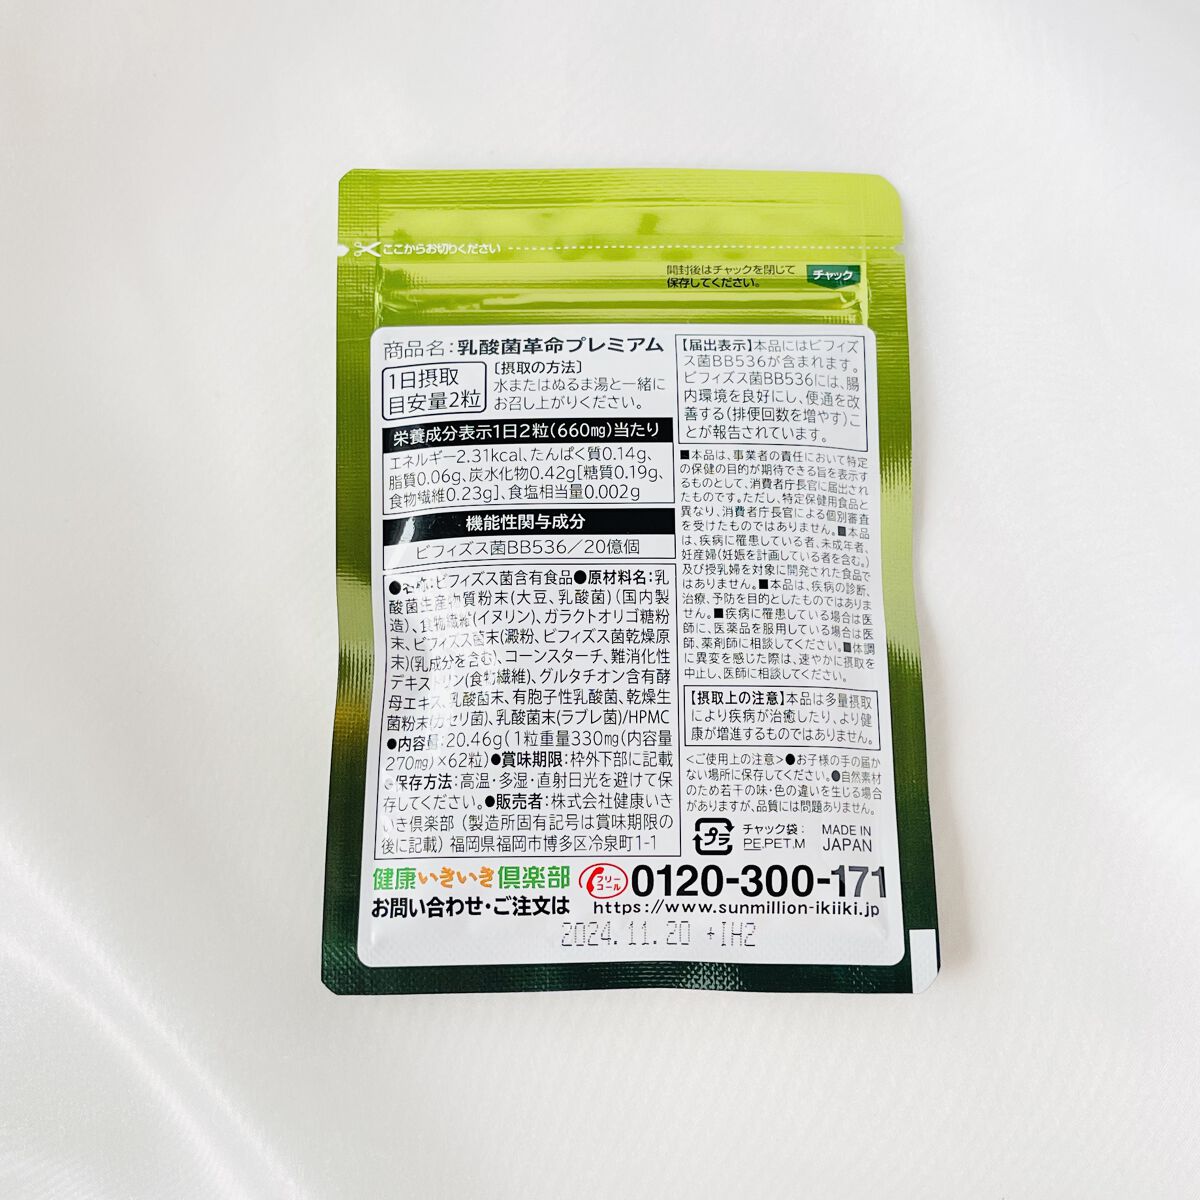 ここからお切りください
開封後はチャックを閉じて
保存してください。
チャック
商品名:乳酸菌革命プレミアム
1日摂取
目安量2粒
〔摂取の方法〕
水またはぬるま湯と一緒に
お召し上がりください。
栄養成分表示1日2粒(660mg)当たり
エネルギー2.31kcal、たんぱく質0.14g、
脂質0.06g、炭水化物0.42g[糖質0.19g、
食物繊維0.23g]、食塩相当量0.002g
機能性関与成分
ビフィズス菌BB536/20億個
●名称:ビフィズス菌含有食品●原材料名:乳
酸菌生産物質粉末(大豆、乳酸菌)(国内製
造)、食物繊維(イヌリン)、ガラクトオリゴ糖粉
末、ビフィズス菌末(澱粉、ビフィズス菌乾燥原
末)(乳成分を含む)、コーンスターチ、難消化性
デキストリン(食物繊維)、グルタチオン含有酵
母エキス、乳酸菌末、有胞子性乳酸菌、乾燥生
菌粉末(ガセリ菌)、乳酸菌末(ラブレ菌)/HPMC
●内容量:20.46g(1粒重量330mg(内容量
270mg)×62粒)●賞味期限:枠外下部に記載
●保存方法:高温・多湿・直射日光を避けて保
存してください。●販売者:株式会社健康いき
いき倶楽部(製造所固有記号は賞味期限の
後に記載)福岡県福岡市博多区冷泉町1-1
【届出表示】本品にはビフィズ
ス菌BB536が含まれます。
ビフィズス菌BB536には、腸
内環境を良好にし、便通を改
善する(排便回数を増やす)こ
とが報告されています。
■本品は、事業者の責任において特定
の保健の目的が期待できる旨を表示す
るものとして、消費者庁長官に届出され
たものです。ただし、特定保健用食品と
異なり、消費者庁長官による個別審査
を受けたものではありません。■本品
は、疾病に罹患している者、未成年者、
妊産婦(妊娠を計画している者を含む。)
及び授乳婦を対象に開発された食品で
はありません。■本品は、疾病の診断、
治療、予防を目的としたものではありま
せん。■疾病に罹患している場合は医
師に、医薬品を服用している場合は医
師、薬剤師に相談してください。■体調
に異変を感じた際は、速やかに摂取を
中止し、医師に相談してください。
【摂取上の注意】本品は多量摂取
により疾病が治癒したり、より健
康が増進するものではありません。
<ご使用上の注意>●お子様の手の届か
ない場所に保存してください。●自然素材
のため若干の味・色の違いを生じる場合
がありますが、品質には問題ありません。
プラ
チャック袋:
PE.PET.M
MADE IN
JAPAN
健康いきいき倶楽部
フリー
コール
0120-300-171
お問い合わせ・ご注文は
https://www.sunmillion-ikiiki.jp
2024.11.20 +IH2